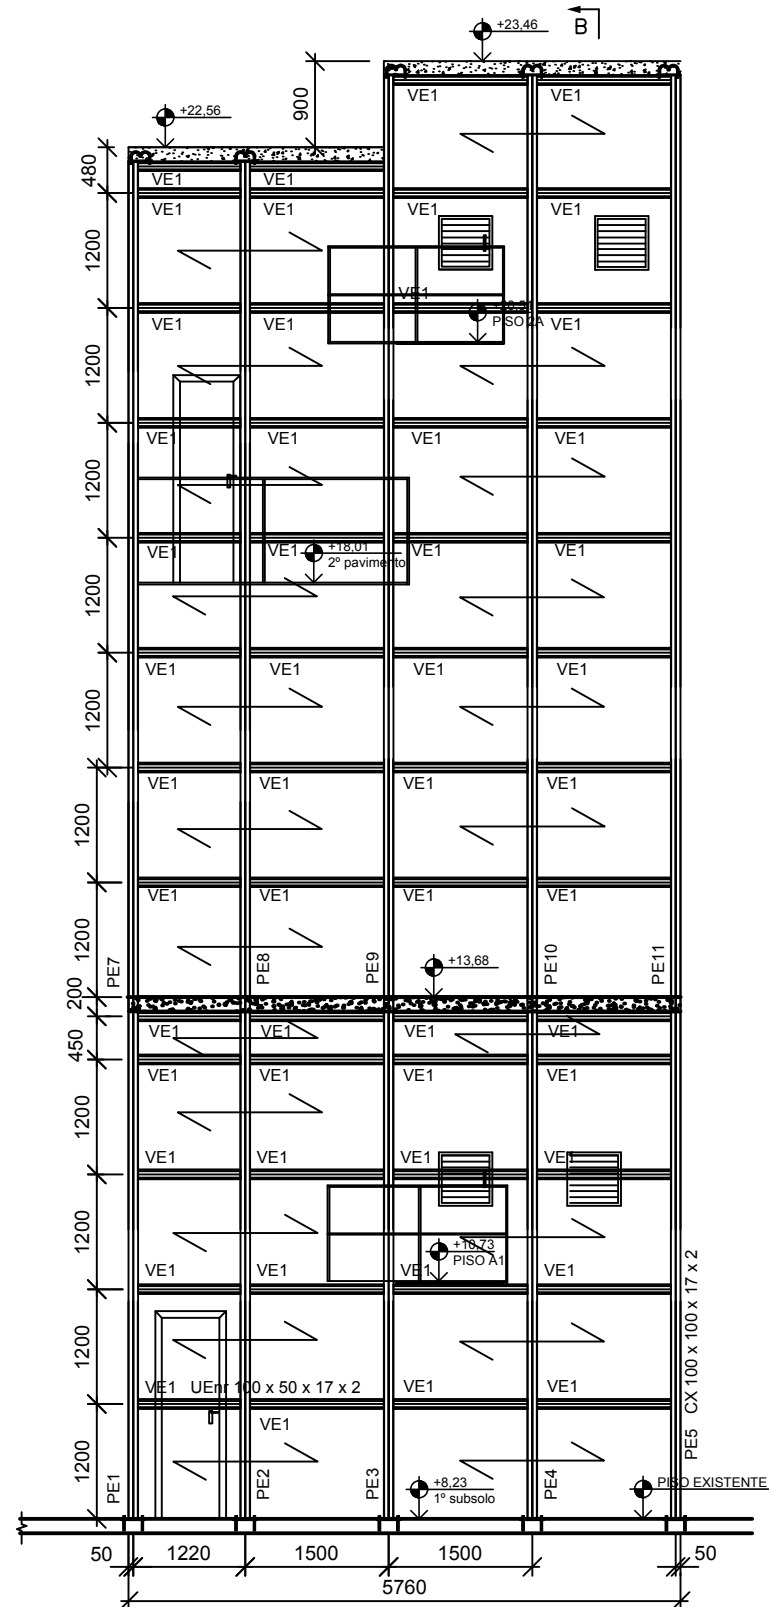 +23,46
B
900
+22,56
VE1 VE1
480
VE1 VE1
VE1 VE1 VE1 VE1
1200
VE1
PISO 2A
VE1 VE1 VE1
1200
VE1 VE1 VE1 VE1
1200
+18,01
2º pavimento
VE1 VE1 VE1 VE1
1200
VE1 VE1 VE1 VE1
1200
VE1 VE1 VE1 VE1
1200
VE1 VE1 VE1 VE1
1200
PE7 PE8 PE9 PE10 PE11
+13,68
200
VE1 VE1 VE1 VE1
450
VE1 VE1 VE1 VE1
1200
VE1 VE1 VE1 VE1
1200
+10,73
PISO A1
VE1 VE1 VE1 VE1
1200
VE1 UEnr 100 x 50 x 17 x 2 VE1 VE1
VE1
1200
PE1 PE2 PE3 PE4 PE5 CX 100 x 100 x 17 x 2
+8,23
1º subsolo
PISO EXISTENTE
50 1220 1500 1500 50
5760